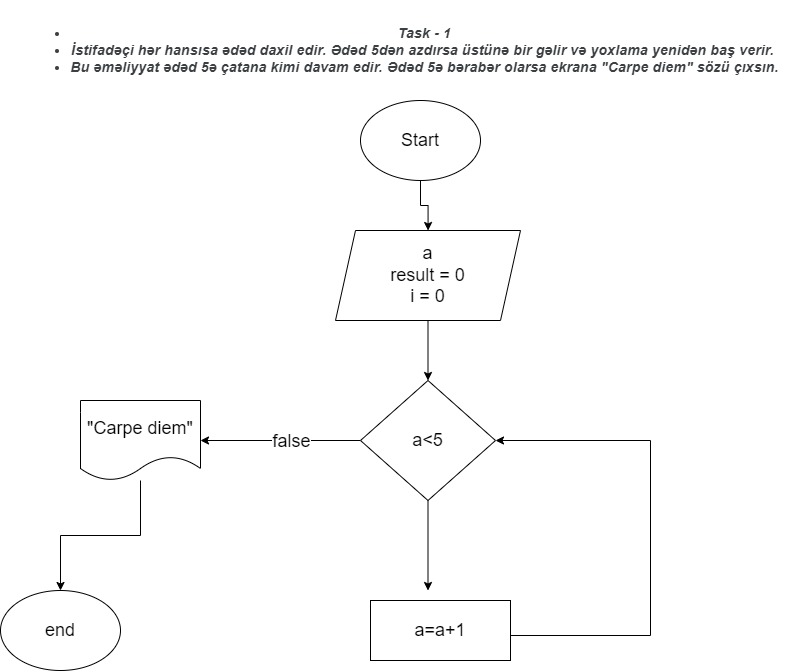 Task - 1
İstifadəçi hər hansısa ədəd daxil edir. Ədəd 5dən azdırsa üstünə bir gəlir və yoxlama yenidən baş verir.
Bu əməliyyat ədəd 5ə çatana kimi davam edir. Ədəd 5ə bərabər olarsa ekrana "Carpe diem" sözü çıxsın.
Start
a
result = 0
i = 0
"Carpe diem"
false
a<5
end
a=a+1